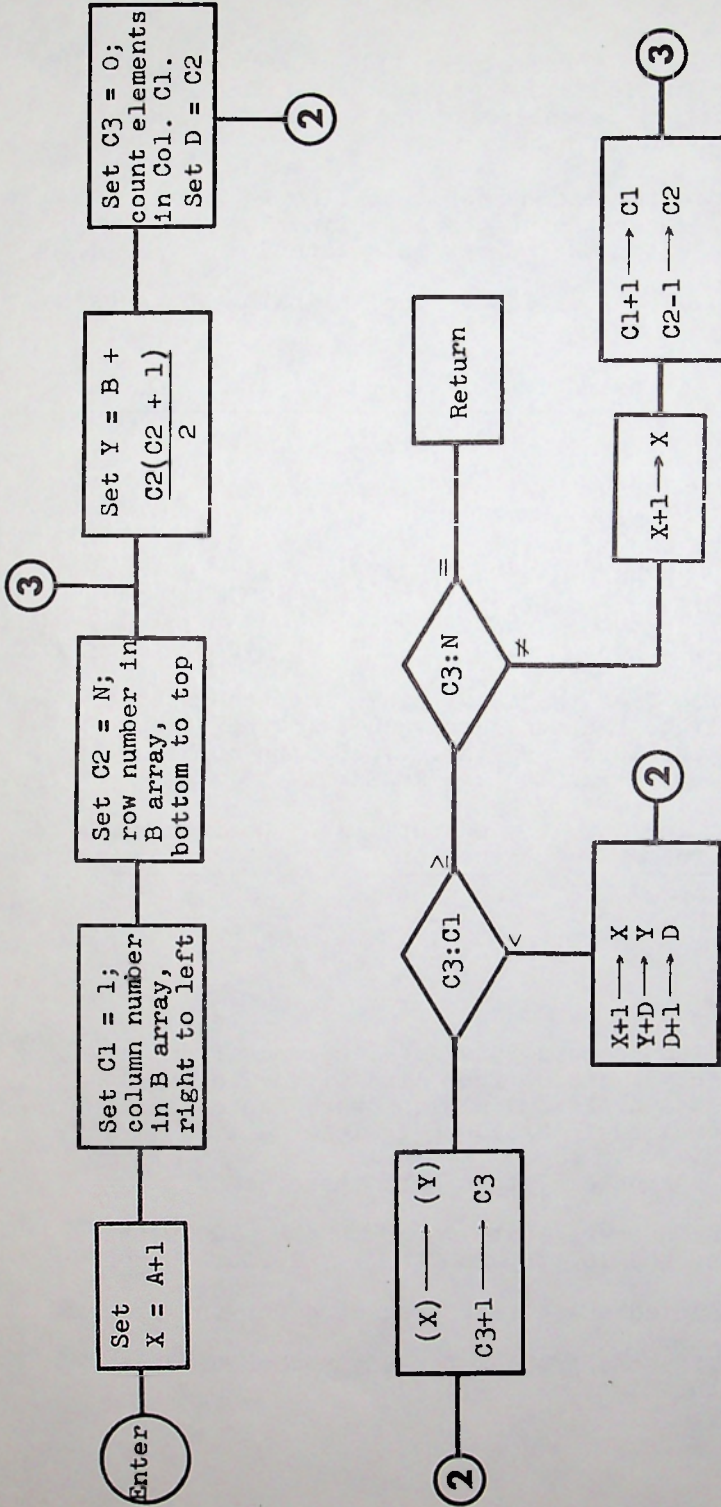 Enter
Set
X = A+1
Set C1 = 1;
column number
in B array,
right to left
Set C2 = N;
row number in
B array,
bottom to top
3
Set Y = B +
C2(C2 + 1)
2
Set C3 = 0;
count elements
in Col. C1.
Set D = C2
2
2
(X) ⟶ (Y)
C3+1 ⟶ C3
C3:C1
≥
<
X+1 ⟶ X
Y+D ⟶ Y
D+1 ⟶ D
2
C3:N
=
≠
Return
X+1 ⟶ X
C1+1 ⟶ C1
C2-1 ⟶ C2
3